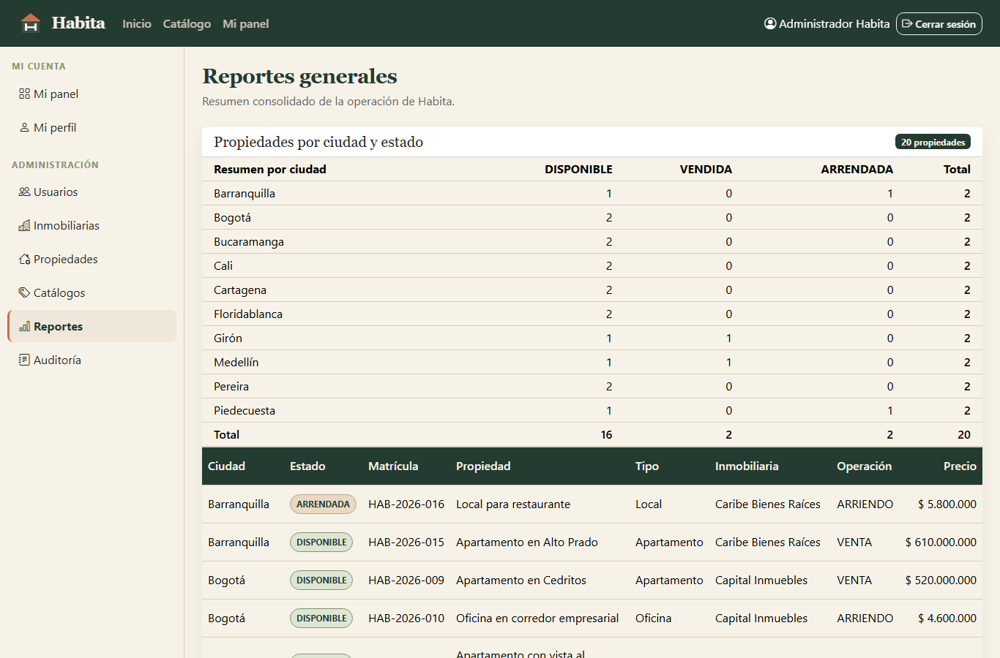 Habita Inicio Catálogo Mi panel Administrador Habita Cerrar sesión
MI CUENTA
Mi panel
Mi perfil
ADMINISTRACIÓN
Usuarios
Inmobiliarias
Propiedades
Catálogos
Reportes
Auditoría
Reportes generales
Resumen consolidado de la operación de Habita.
Propiedades por ciudad y estado 20 propiedades
Resumen por ciudad DISPONIBLE VENDIDA ARRENDADA Total
Barranquilla 1 0 1 2
Bogotá 2 0 0 2
Bucaramanga 2 0 0 2
Cali 2 0 0 2
Cartagena 2 0 0 2
Floridablanca 2 0 0 2
Girón 1 1 0 2
Medellín 1 1 0 2
Pereira 2 0 0 2
Piedecuesta 1 0 1 2
Total 16 2 2 20
Ciudad Estado Matrícula Propiedad Tipo Inmobiliaria Operación Precio
Barranquilla ARRENDADA HAB-2026-016 Local para restaurante Local Caribe Bienes Raíces ARRIENDO $ 5.800.000
Barranquilla DISPONIBLE HAB-2026-015 Apartamento en Alto Prado Apartamento Caribe Bienes Raíces VENTA $ 610.000.000
Bogotá DISPONIBLE HAB-2026-009 Apartamento en Cedritos Apartamento Capital Inmuebles VENTA $ 520.000.000
Bogotá DISPONIBLE HAB-2026-010 Oficina en corredor empresarial Oficina Capital Inmuebles ARRIENDO $ 4.600.000
Apartamento con vista al